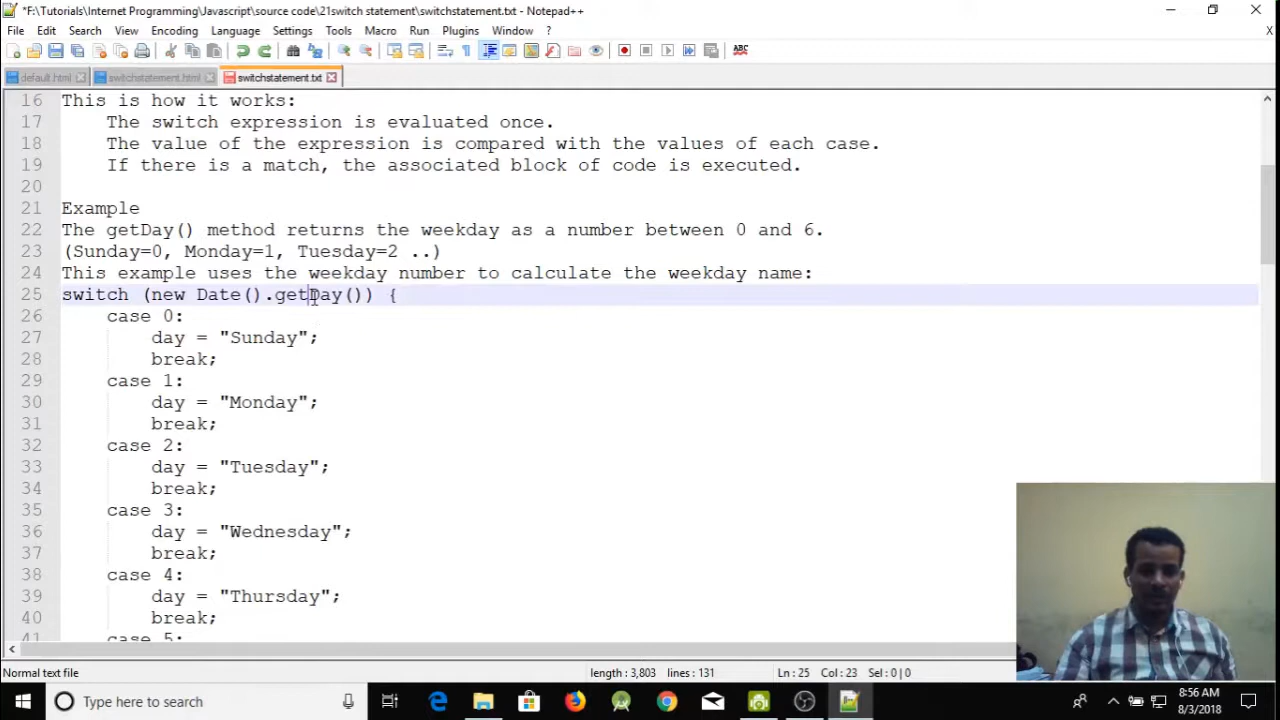 *F:\Tutorials\Internet Programming\Javascript\source code\21switch statement\switchstatement.txt - Notepad++
File Edit Search View Encoding Language Settings Tools Macro Run Plugins Window ? X
default.html switchstatement.html switchstatement.txt
16 This is how it works:
17 The switch expression is evaluated once.
18 The value of the expression is compared with the values of each case.
19 If there is a match, the associated block of code is executed.
20
21 Example
22 The getDay() method returns the weekday as a number between 0 and 6.
23 (Sunday=0, Monday=1, Tuesday=2 ..)
24 This example uses the weekday number to calculate the weekday name:
25 switch (new Date().getDay()) {
26 case 0:
27 day = "Sunday";
28 break;
29 case 1:
30 day = "Monday";
31 break;
32 case 2:
33 day = "Tuesday";
34 break;
35 case 3:
36 day = "Wednesday";
37 break;
38 case 4:
39 day = "Thursday";
40 break;
41 case 5:
Normal text file length : 3,803 lines : 131 Ln : 25 Col : 23 Sel : 0 | 0
Type here to search 8:56 AM
8/3/2018